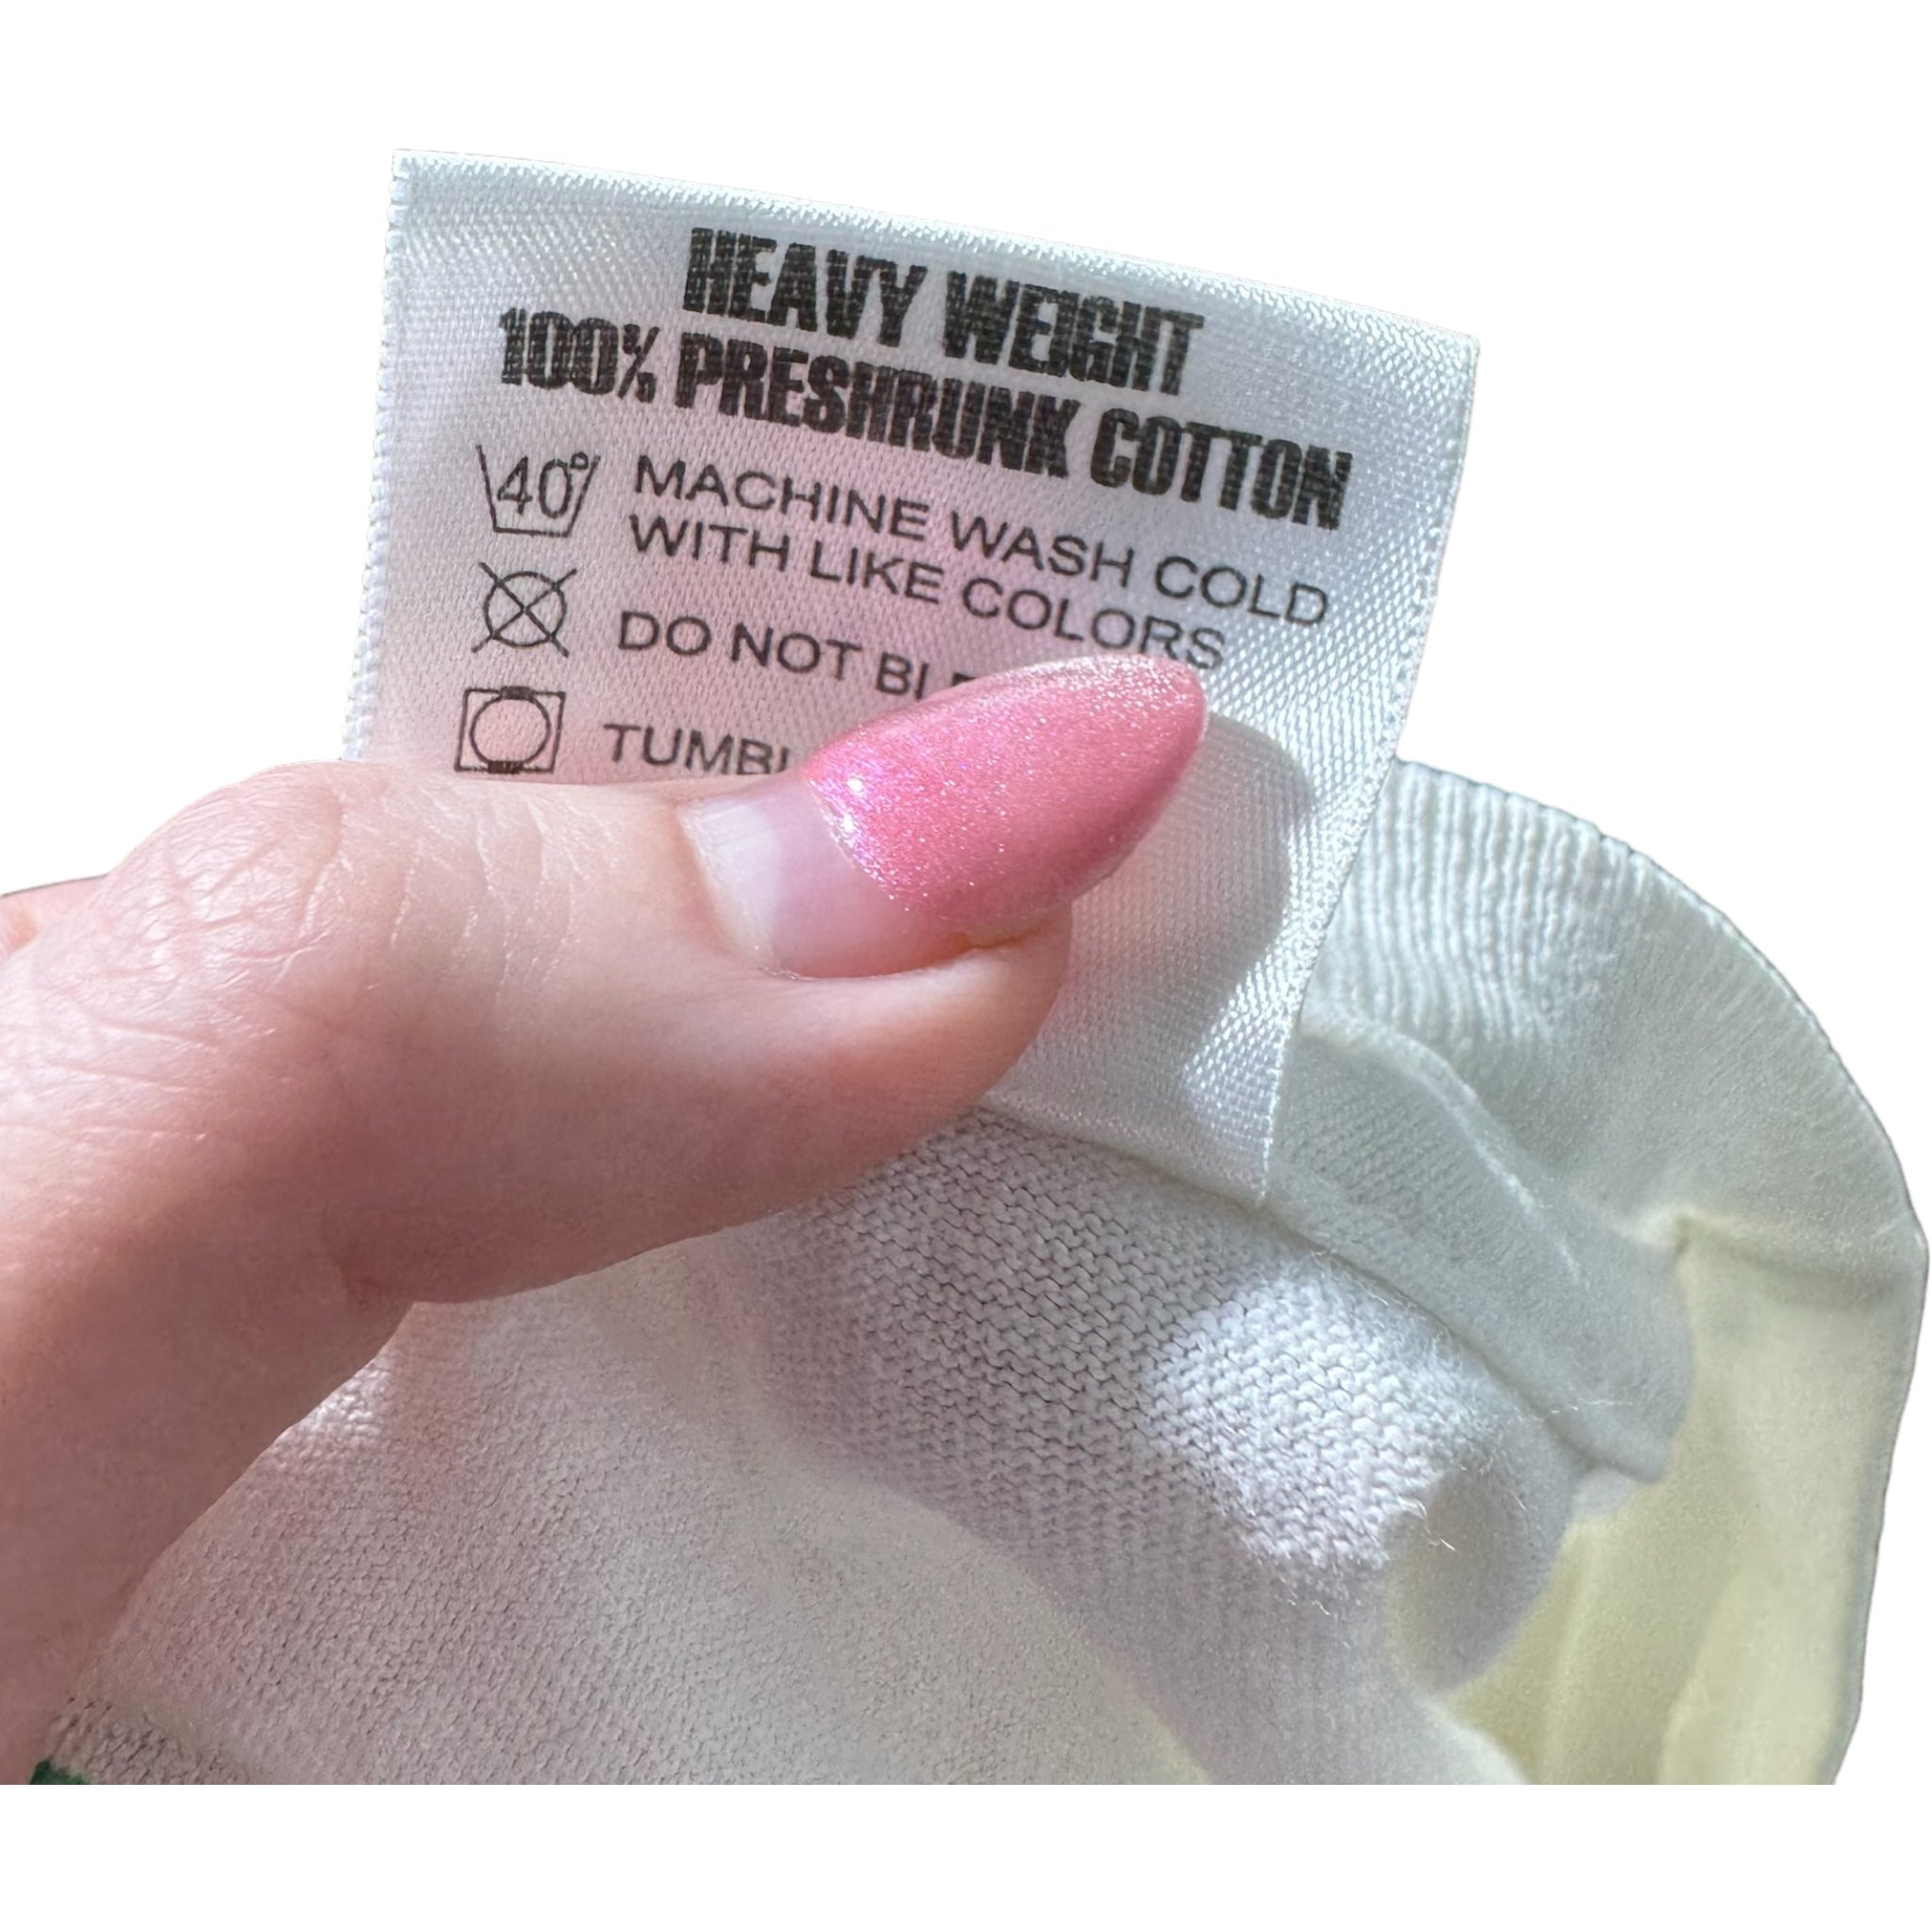 HEAVY WEIGHT
100% PRESHRUNK COTTON
40° MACHINE WASH COLD
WITH LIKE COLORS
DO NOT